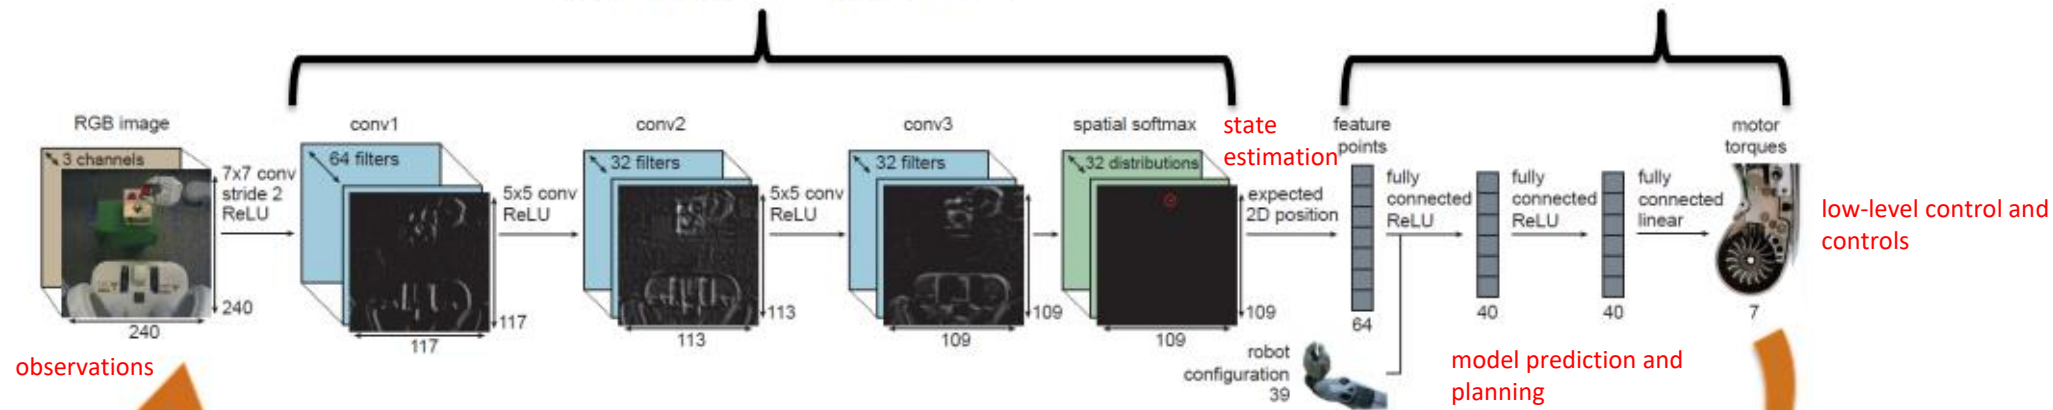 RGB image
3 channels
240
240
7x7 conv
stride 2
ReLU
conv1
64 filters
117
117
5x5 conv
ReLU
conv2
32 filters
113
113
5x5 conv
ReLU
conv3
32 filters
109
109
spatial softmax
32 distributions
109
109
state
estimation
expected
2D position
feature
points
64
robot
configuration
39
fully
connected
ReLU
40
fully
connected
ReLU
40
fully
connected
linear
motor
torques
7
observations
model prediction and
planning
low-level control and
controls